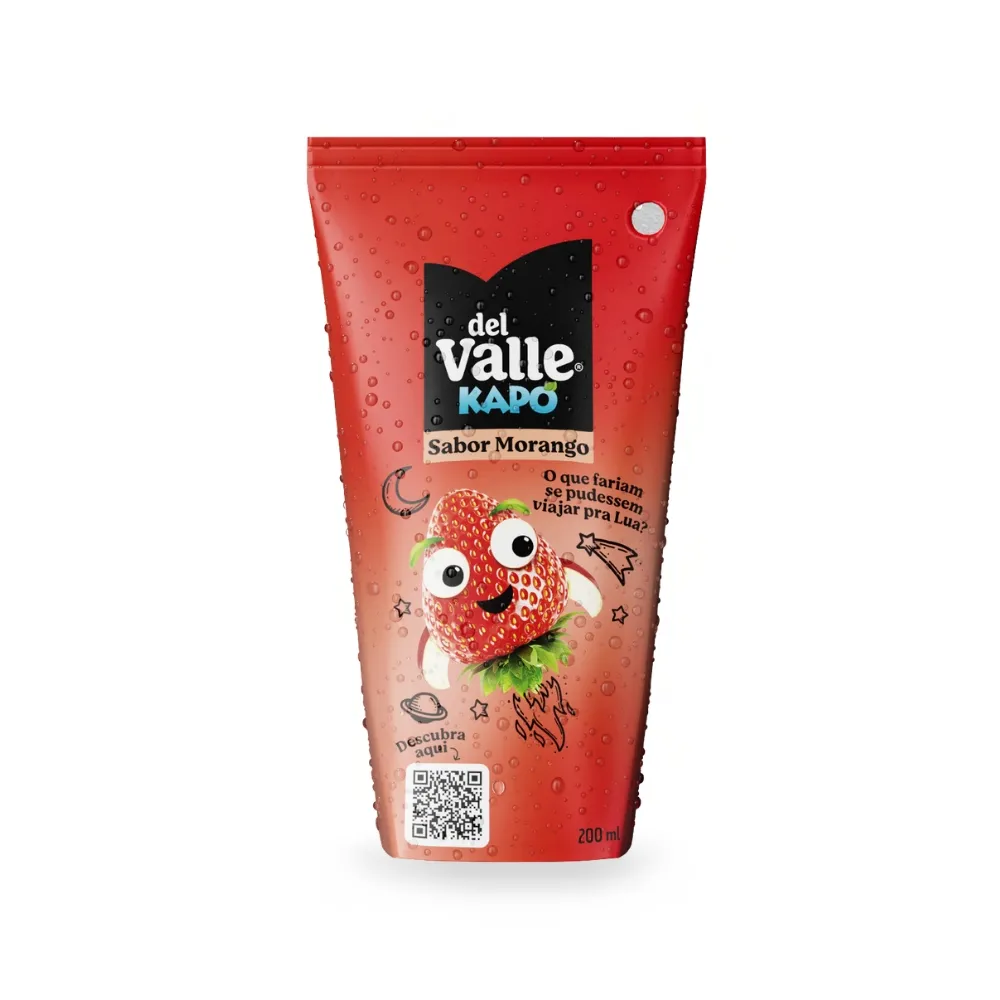 del
Valle®
KAPO
Sabor Morango
O que fariam
se pudessem
viajar pra Lua?
Descubra
aqui
200 ml